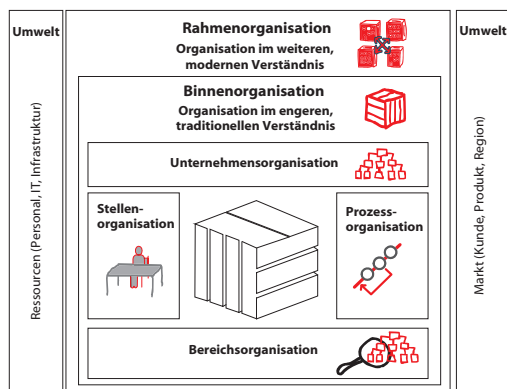 Umwelt
Ressourcen (Personal, IT, Infrastruktur)
Rahmenorganisation
Organisation im weiteren,
modernen Verständnis
Binnenorganisation
Organisation im engeren,
traditionellen Verständnis
Unternehmensorganisation
Stellen-
organisation
Prozess-
organisation
Bereichsorganisation
Umwelt
Markt (Kunde, Produkt, Region)